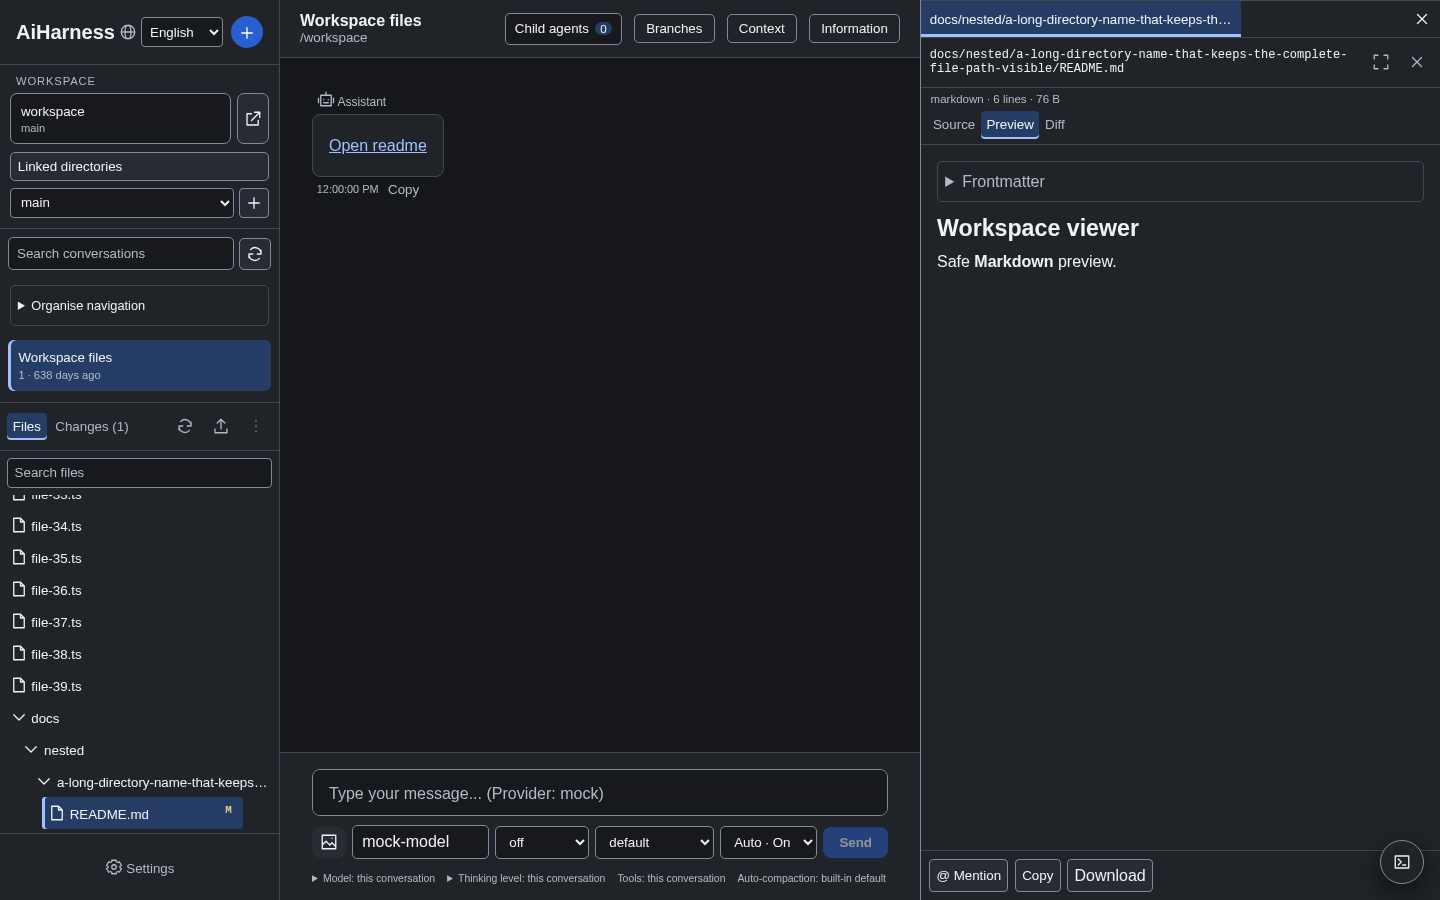 AiHarness
English
WORKSPACE
workspace
main
Linked directories
main
Search conversations
Organise navigation
Workspace files
1 · 638 days ago
Files
Changes (1)
Search files
file-33.ts
file-34.ts
file-35.ts
file-36.ts
file-37.ts
file-38.ts
file-39.ts
docs
nested
a-long-directory-name-that-keeps…
README.md
M
Settings
Workspace files
/workspace
Child agents 0
Branches
Context
Information
Assistant
Open readme
12:00:00 PM Copy
Type your message... (Provider: mock)
mock-model
off
default
Auto · On
Send
Model: this conversation
Thinking level: this conversation
Tools: this conversation
Auto-compaction: built-in default
docs/nested/a-long-directory-name-that-keeps-th…
docs/nested/a-long-directory-name-that-keeps-the-complete-
file-path-visible/README.md
markdown · 6 lines · 76 B
Source
Preview
Diff
Frontmatter
Workspace viewer
Safe Markdown preview.
@ Mention
Copy
Download